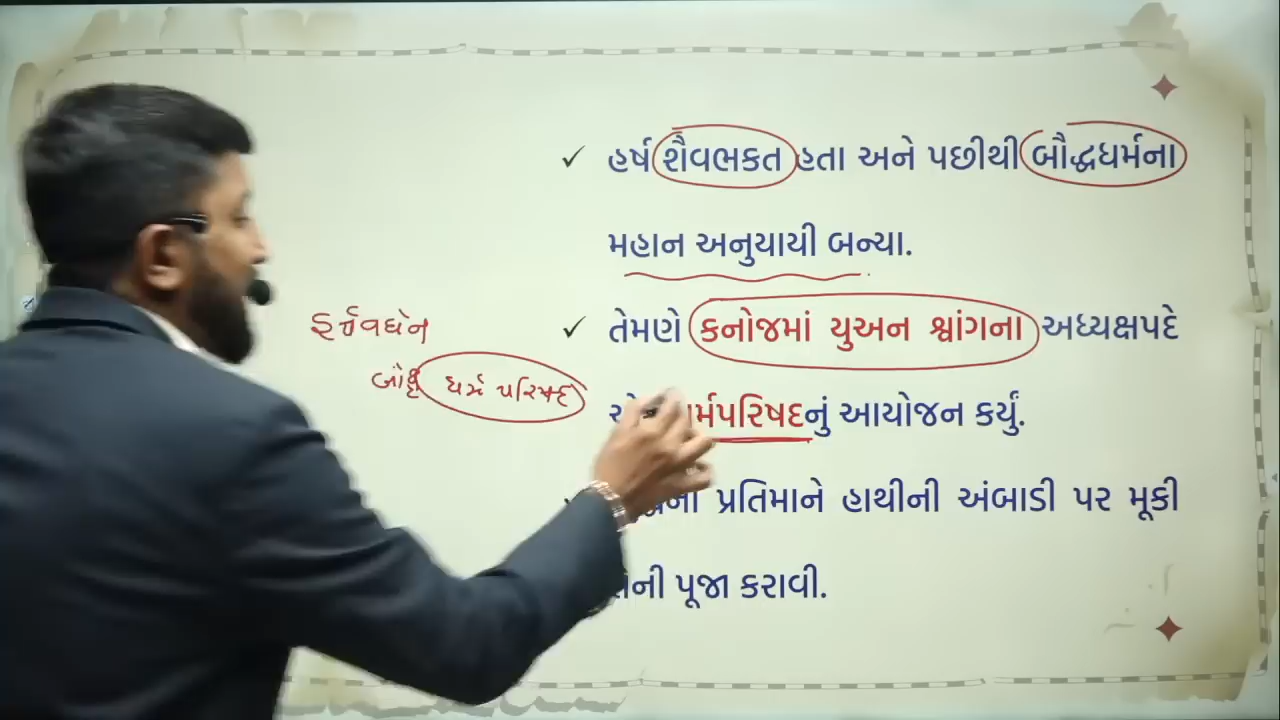 ✓ હર્ષ શૈવભકત હતા અને પછીથી બૌદ્ધધર્મના
મહાન અનુયાયી બન્યા.
✓ તેમણે કનોજમાં યુઅન શ્વાંગના અધ્યક્ષપદે
ર્મપરિષદનું આયોજન કર્યું.
પ્રતિમાને હાથીની અંબાડી પર મૂકી
પૂજા કરાવી.
હર્ષવર્ધન
બૌદ્ધ ધર્મ પરિષદ